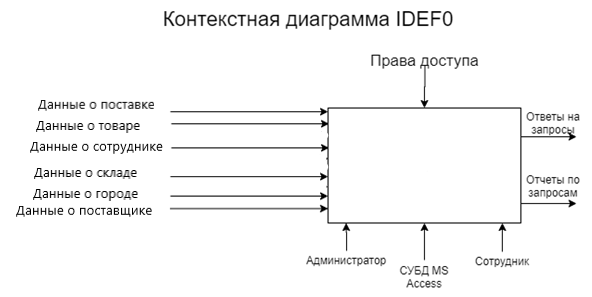 Контекстная диаграмма IDEF0
Права доступа
Данные о поставке
Данные о товаре
Данные о сотруднике
Данные о складе
Данные о городе
Данные о поставщике
Ответы на
запросы
Отчеты по
запросам
Администратор
СУБД MS
Access
Сотрудник